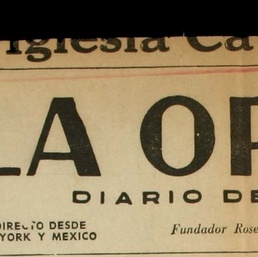 iglesia Ca
LA OP
DIARIO DE
DIRECTO DESDE
YORK Y MEXICO
Fundador Rose